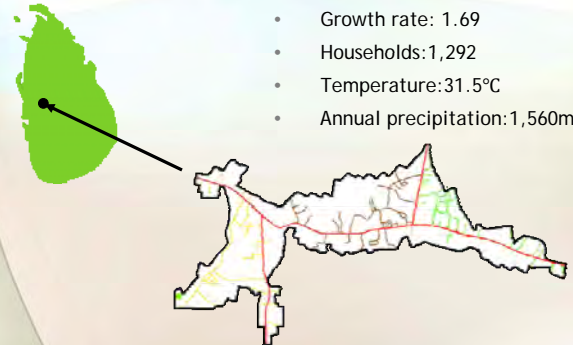 • Growth rate: 1.69
• Households:1,292
• Temperature:31.5°C
• Annual precipitation:1,560m